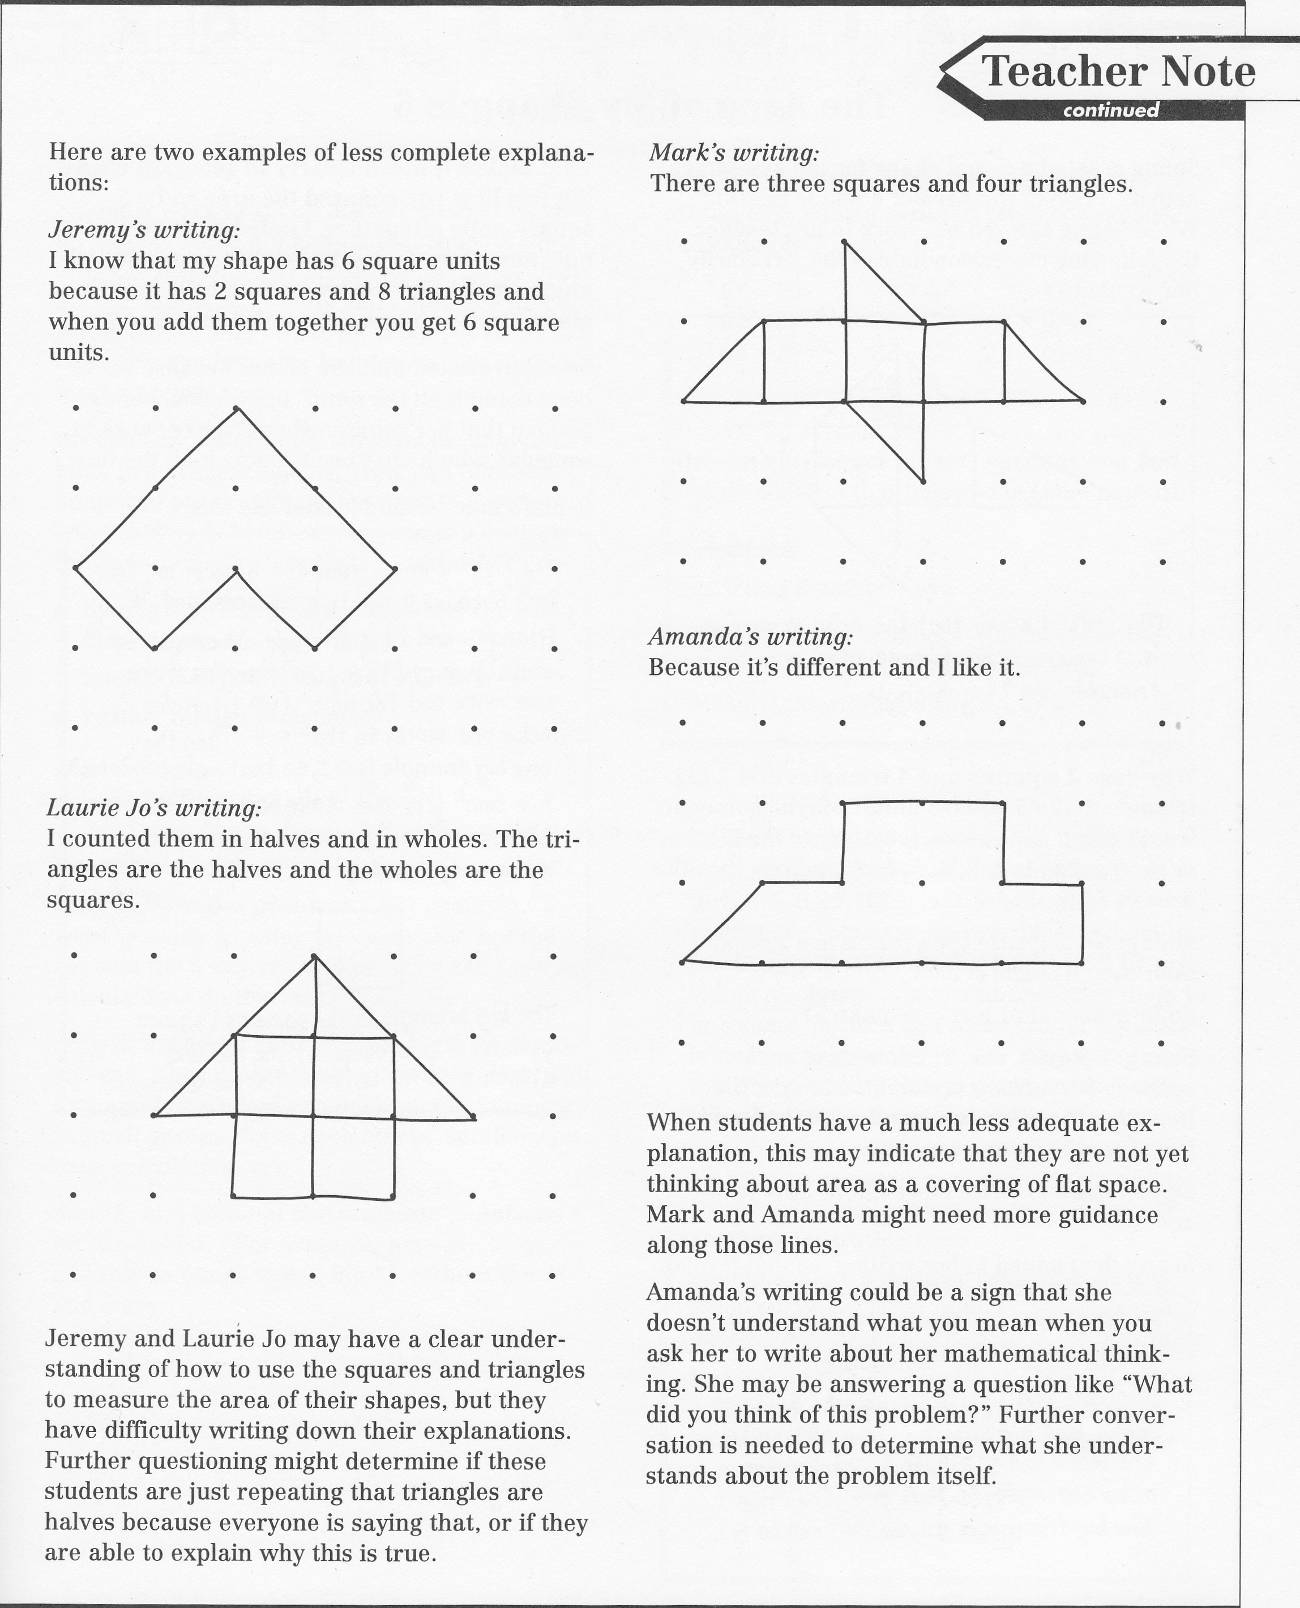 Teacher Note
continued
Here are two examples of less complete explana-
tions:
Jeremy's writing:
I know that my shape has 6 square units
because it has 2 squares and 8 triangles and
when you add them together you get 6 square
units.
Laurie Jo's writing:
I counted them in halves and in wholes. The tri-
angles are the halves and the wholes are the
squares.
Jeremy and Laurie Jo may have a clear under-
standing of how to use the squares and triangles
to measure the area of their shapes, but they
have difficulty writing down their explanations.
Further questioning might determine if these
students are just repeating that triangles are
halves because everyone is saying that, or if they
are able to explain why this is true.
Mark's writing:
There are three squares and four triangles.
Amanda's writing:
Because it's different and I like it.
When students have a much less adequate ex-
planation, this may indicate that they are not yet
thinking about area as a covering of flat space.
Mark and Amanda might need more guidance
along those lines.
Amanda's writing could be a sign that she
doesn't understand what you mean when you
ask her to write about her mathematical think-
ing. She may be answering a question like “What
did you think of this problem?” Further conver-
sation is needed to determine what she under-
stands about the problem itself.